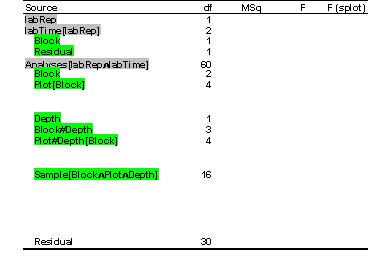 Source df MSq F F (splot)
labRep 1
labTime[labRep] 2
Block 1
Residual 1
Analyses[labRep∧labTime] 60
Block 2
Plot[Block] 4
Depth 1
Block#Depth 3
Plot#Depth[Block] 4
Sample[Block∧Plot∧Depth] 16
Residual 30